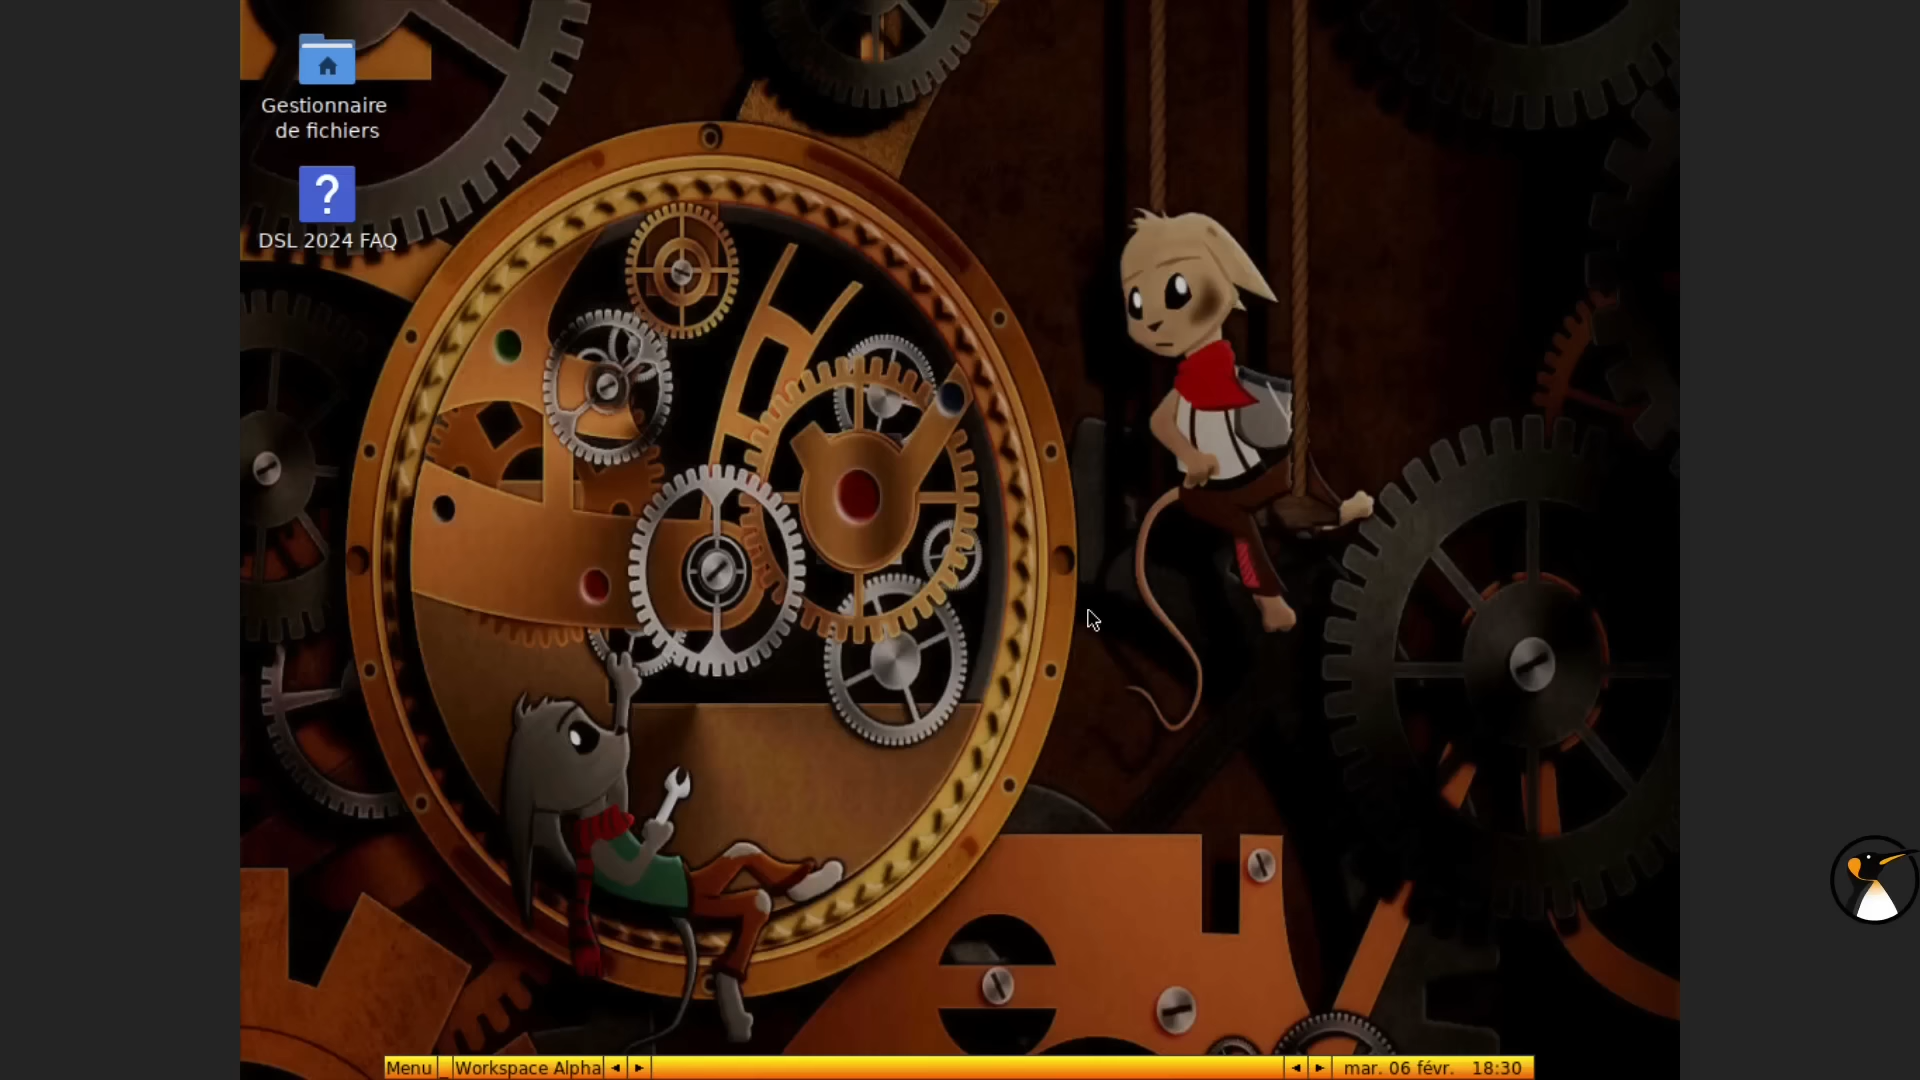 Gestionnaire
de fichiers
DSL 2024 FAQ
Menu
Workspace Alpha
mar. 06 févr. 18:30